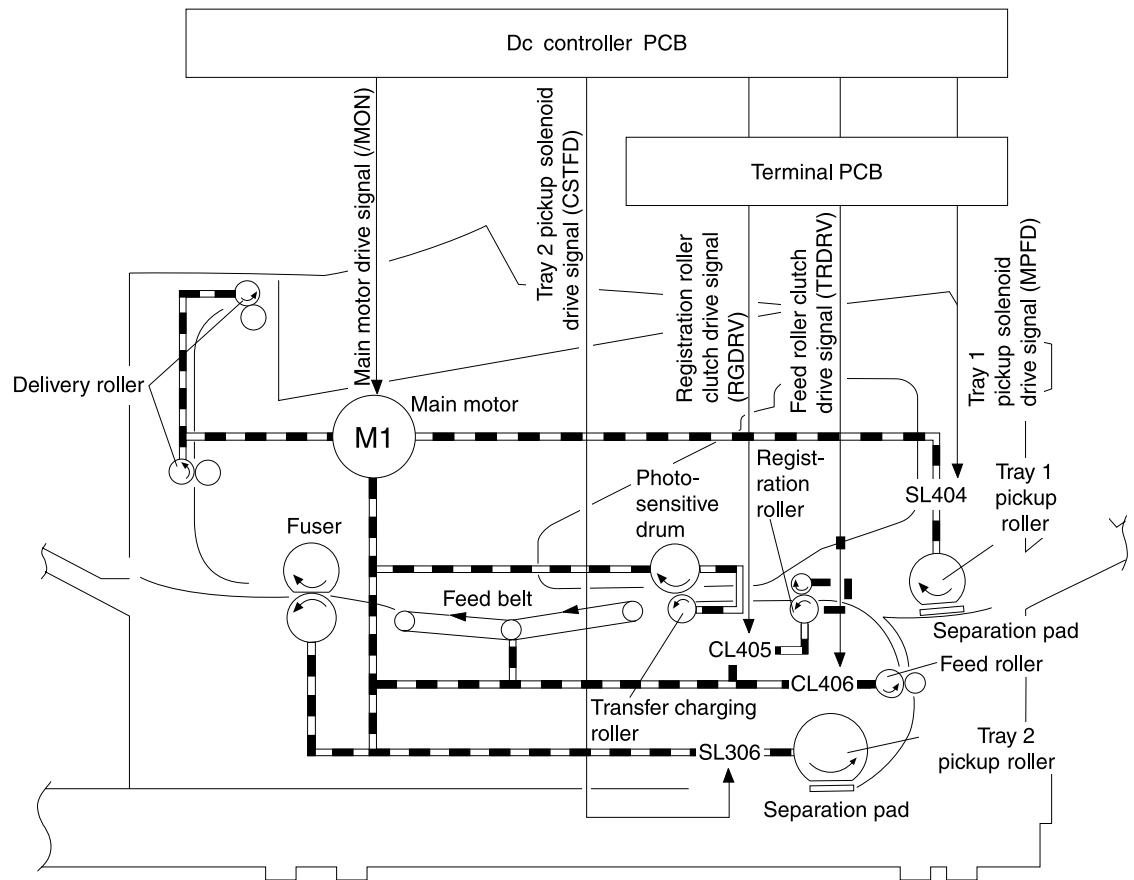 Dc controller PCB
Terminal PCB
Main motor drive signal (/MON)
Tray 2 pickup solenoid
drive signal (CSTFD)
Registration roller
clutch drive signal
(RGDRV)
Feed roller clutch
drive signal (TRDRV)
Tray 1
pickup solenoid
drive signal (MPFD)
Delivery roller
Main motor
M1
Photo-
sensitive
drum
Regist-
ration
roller
SL404
Tray 1
pickup
roller
Fuser
Feed belt
Separation pad
CL405
Feed roller
CL406
Transfer charging
roller
SL306
Tray 2
pickup roller
Separation pad